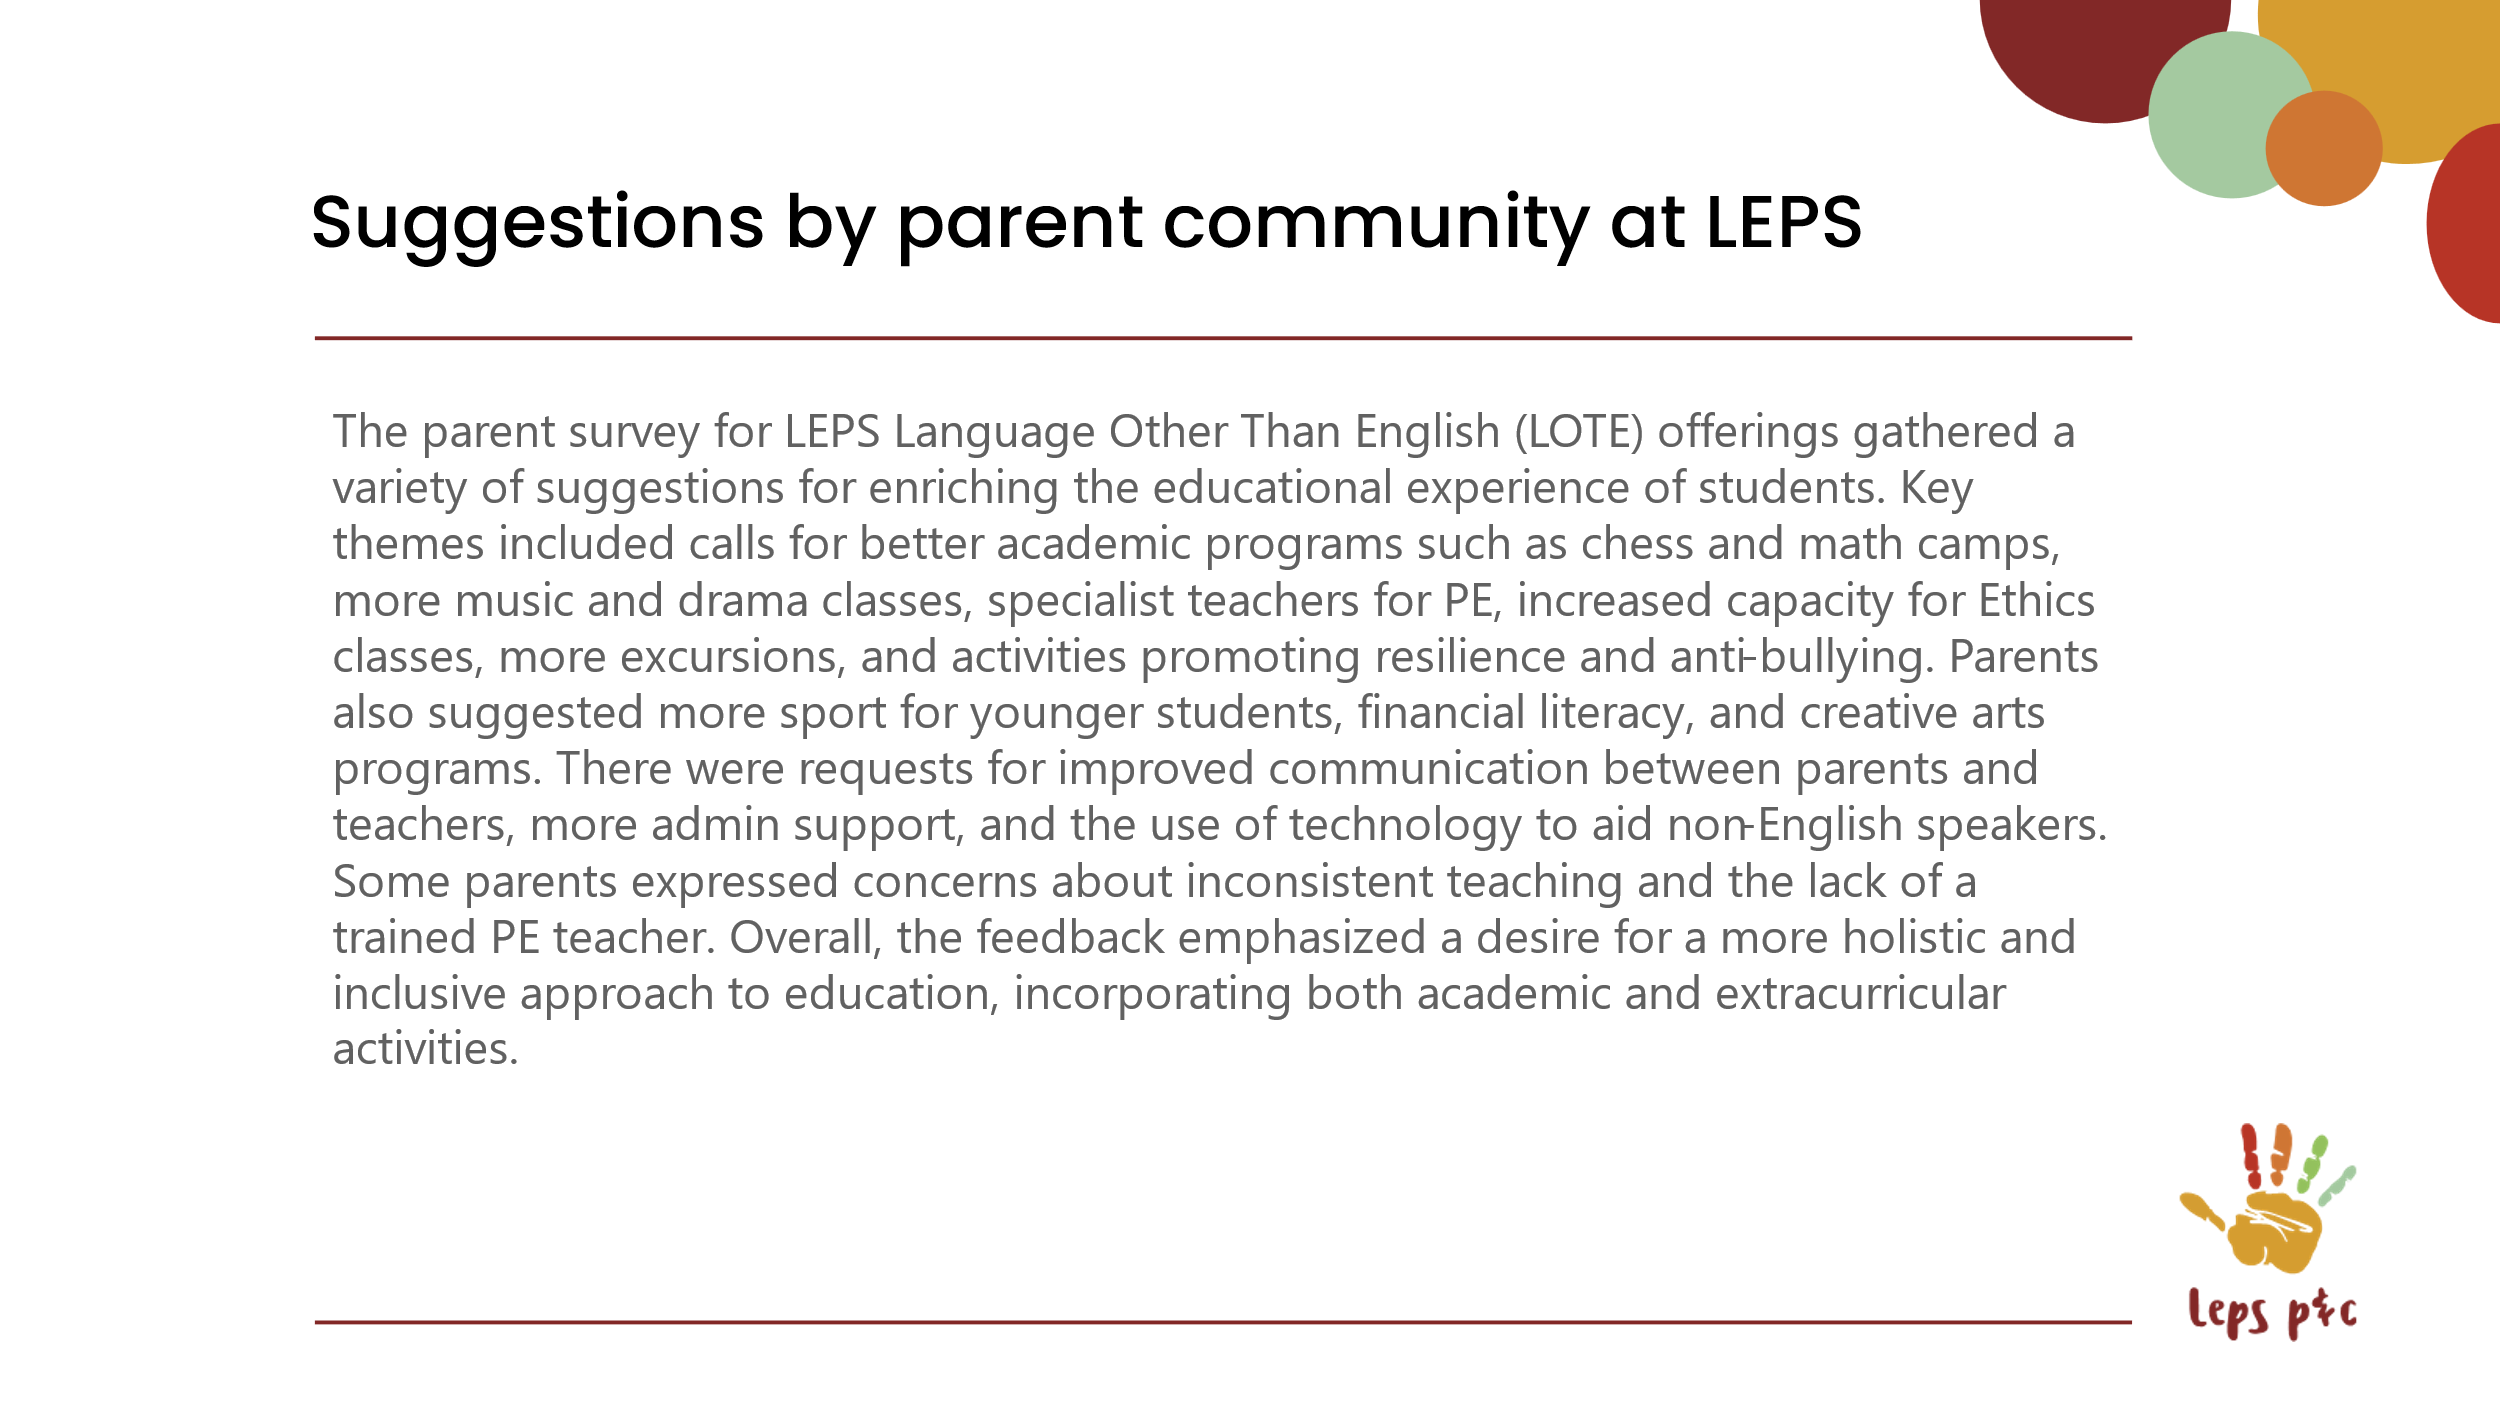 Suggestions by parent community at LEPS
The parent survey for LEPS Language Other Than English (LOTE) offerings gathered a
variety of suggestions for enriching the educational experience of students. Key
themes included calls for better academic programs such as chess and math camps,
more music and drama classes, specialist teachers for PE, increased capacity for Ethics
classes, more excursions, and activities promoting resilience and anti-bullying. Parents
also suggested more sport for younger students, financial literacy, and creative arts
programs. There were requests for improved communication between parents and
teachers, more admin support, and the use of technology to aid non-English speakers.
Some parents expressed concerns about inconsistent teaching and the lack of a
trained PE teacher. Overall, the feedback emphasized a desire for a more holistic and
inclusive approach to education, incorporating both academic and extracurricular
activities.
leps p&c